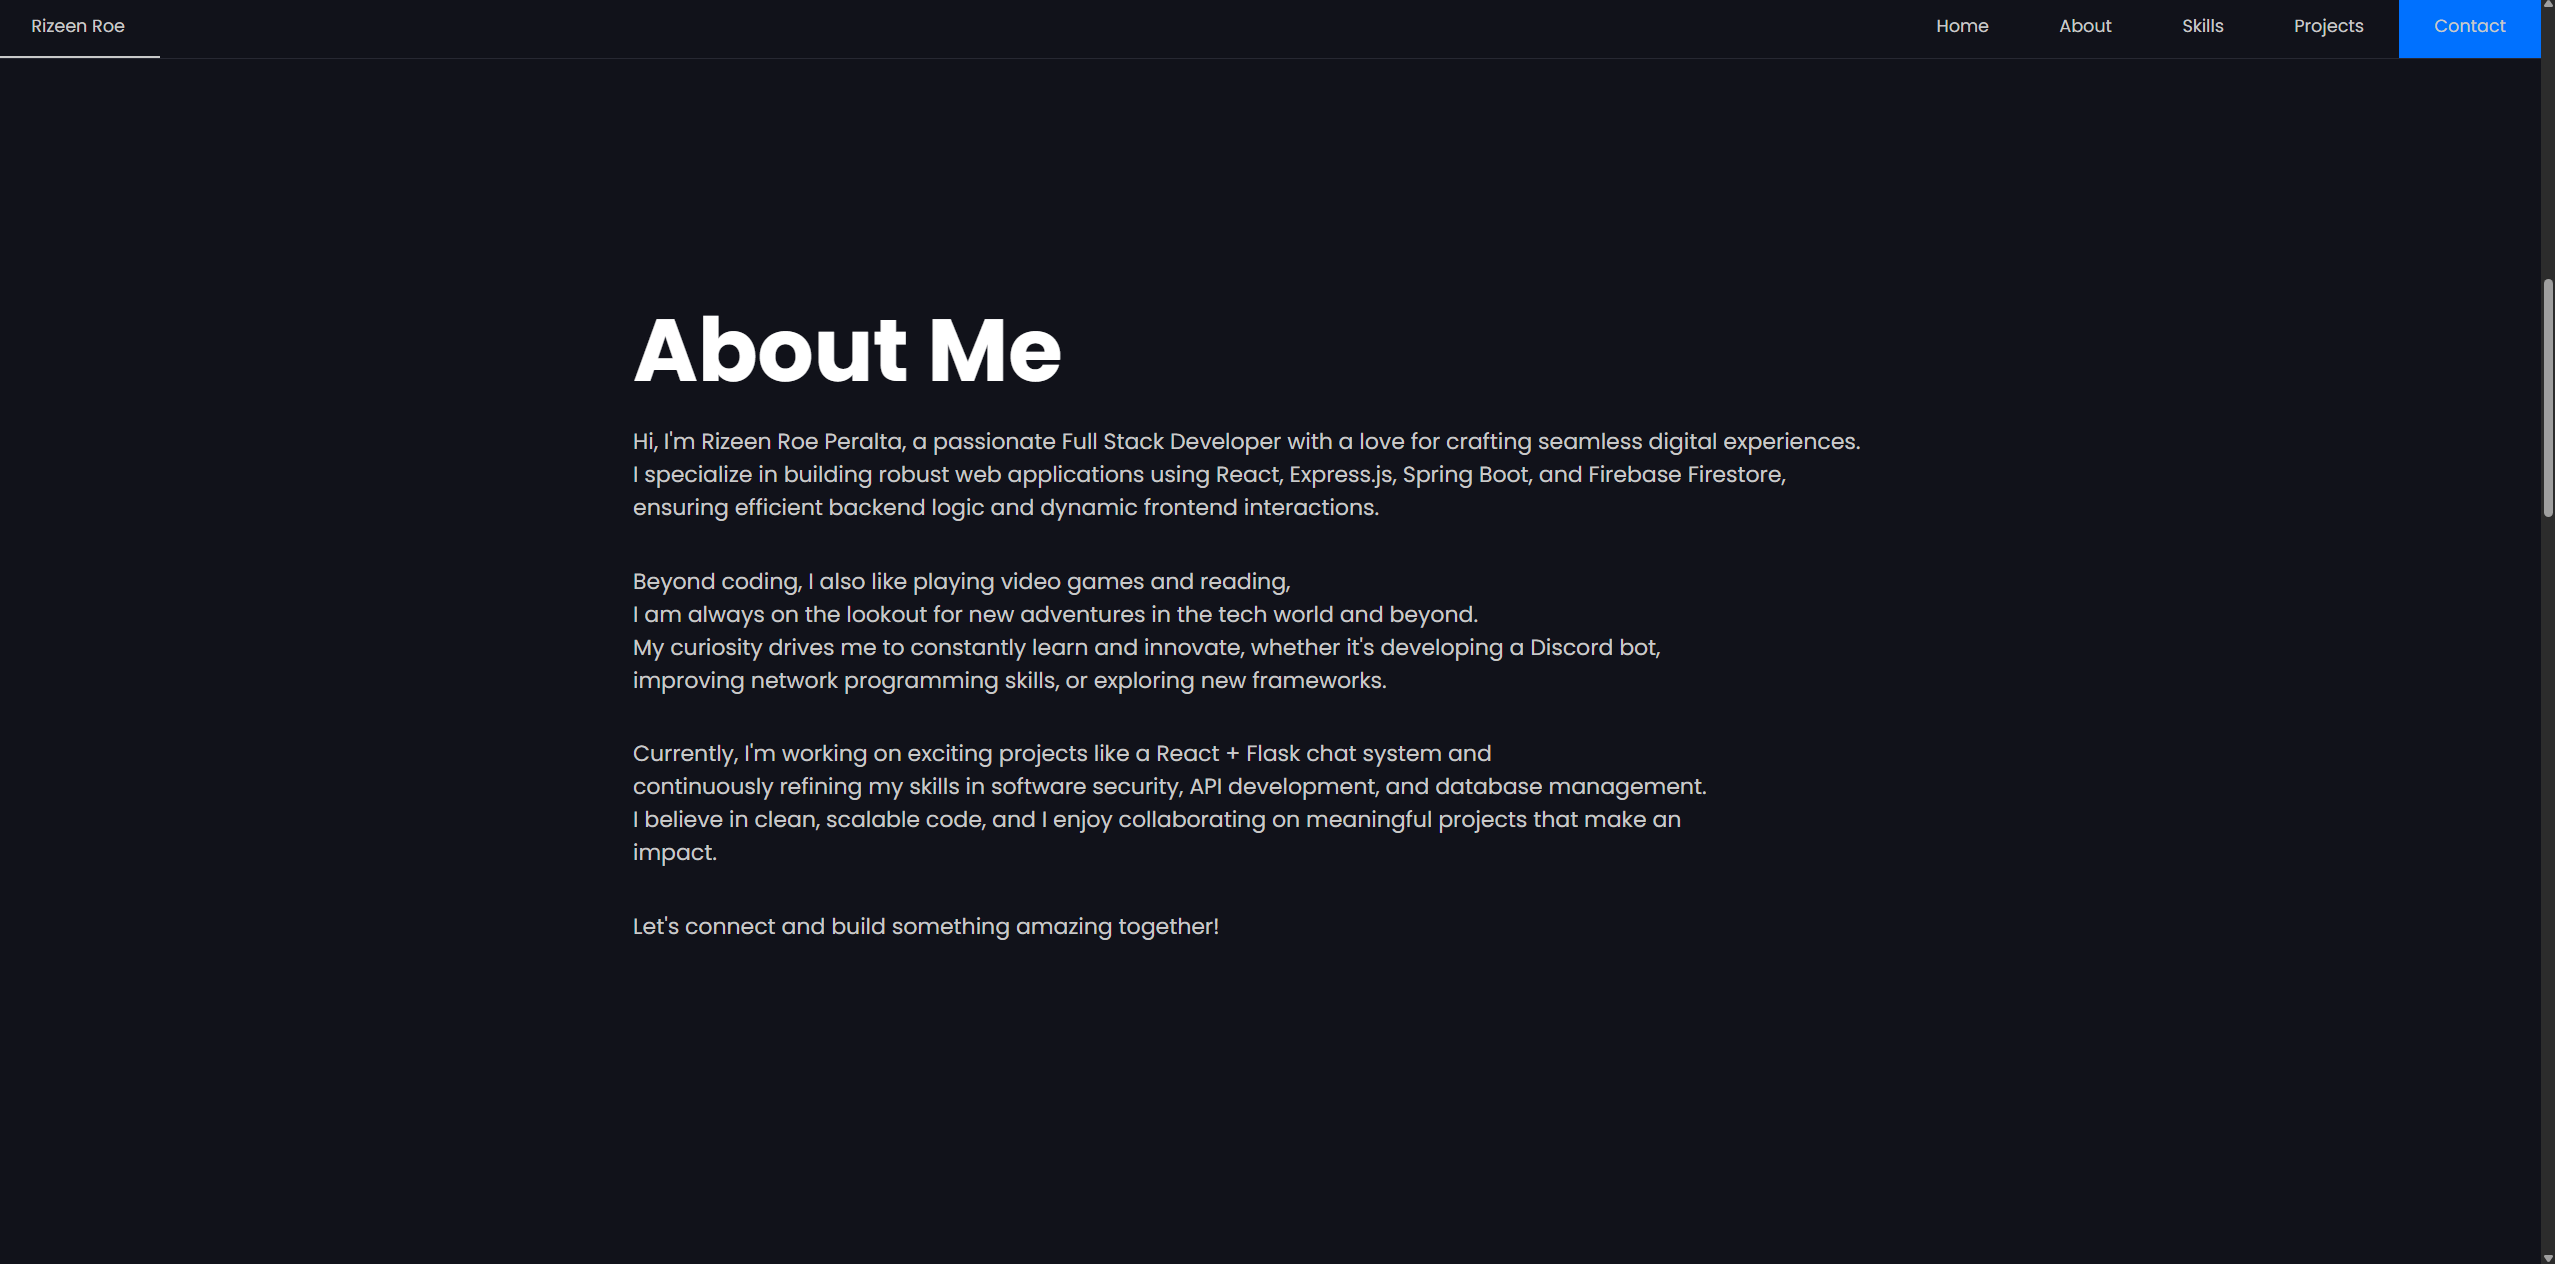 Rizeen Roe
Home
About
Skills
Projects
Contact
About Me
Hi, I'm Rizeen Roe Peralta, a passionate Full Stack Developer with a love for crafting seamless digital experiences.
I specialize in building robust web applications using React, Express.js, Spring Boot, and Firebase Firestore,
ensuring efficient backend logic and dynamic frontend interactions.
Beyond coding, I also like playing video games and reading,
I am always on the lookout for new adventures in the tech world and beyond.
My curiosity drives me to constantly learn and innovate, whether it's developing a Discord bot,
improving network programming skills, or exploring new frameworks.
Currently, I'm working on exciting projects like a React + Flask chat system and
continuously refining my skills in software security, API development, and database management.
I believe in clean, scalable code, and I enjoy collaborating on meaningful projects that make an
impact.
Let's connect and build something amazing together!